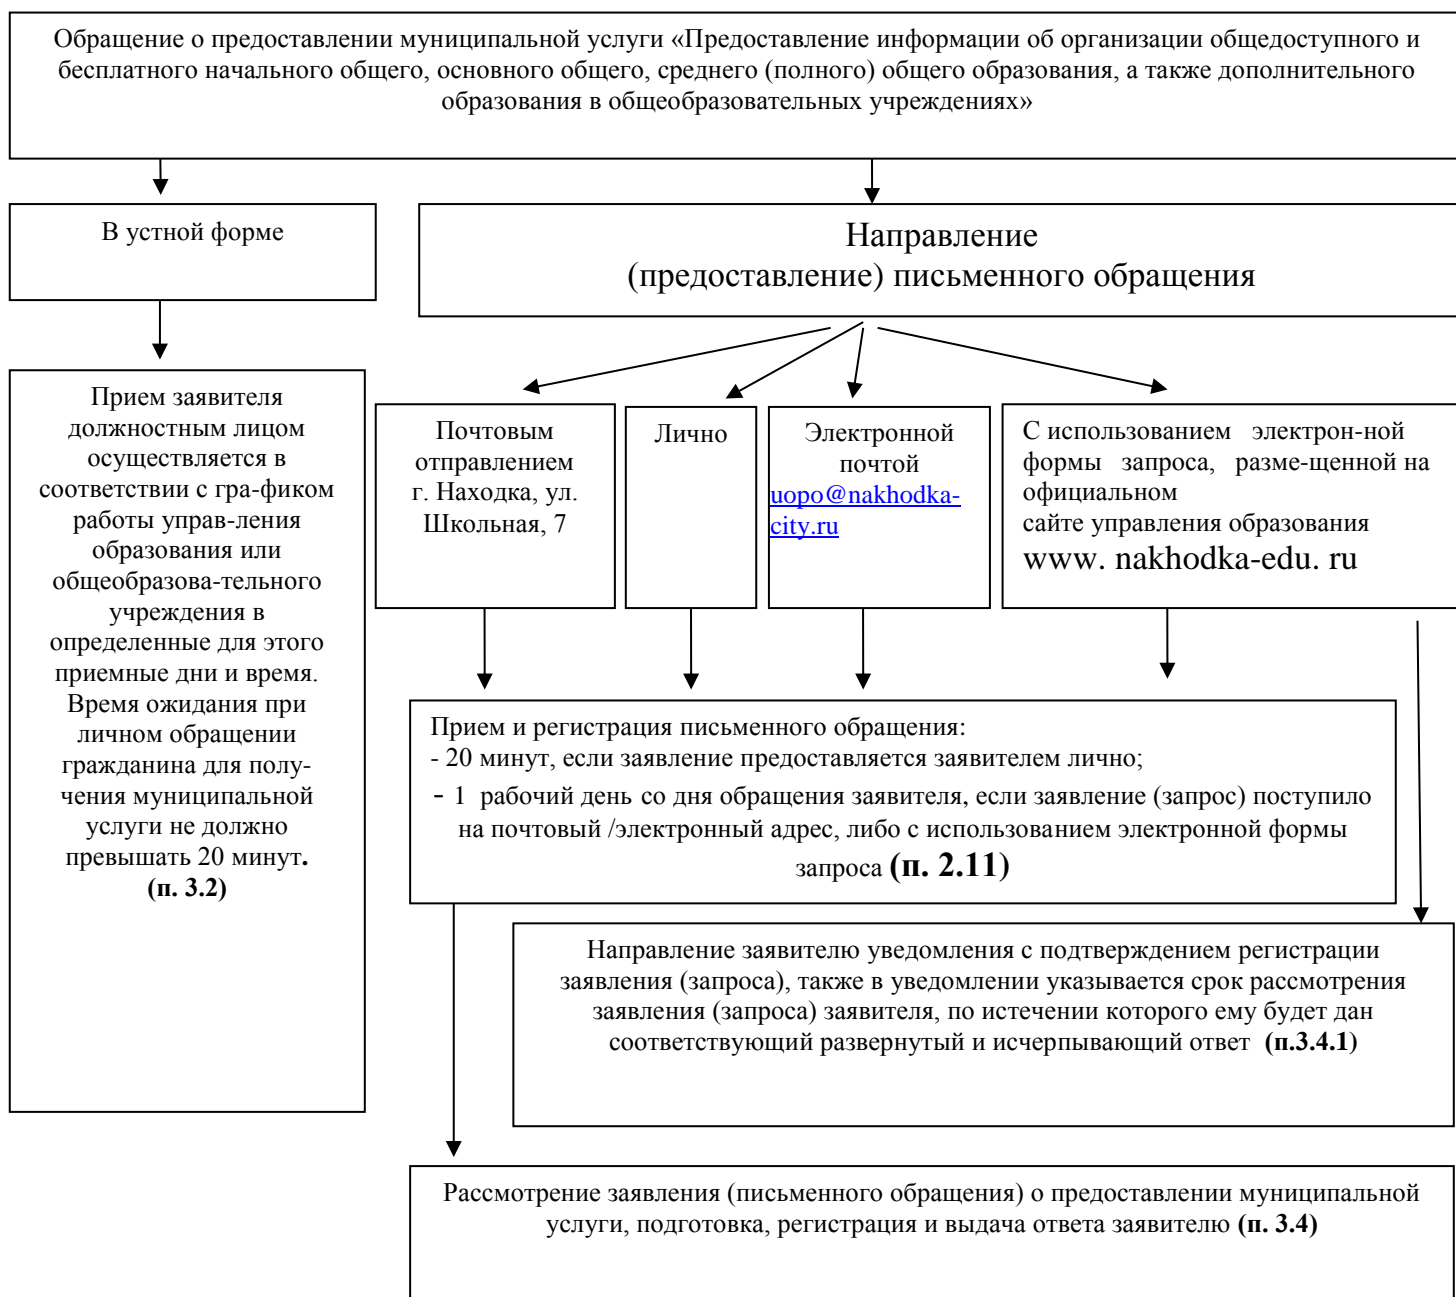 Обращение о предоставлении муниципальной услуги «Предоставление информации об организации общедоступного и
бесплатного начального общего, основного общего, среднего (полного) общего образования, а также дополнительного
образования в общеобразовательных учреждениях»
В устной форме
Направление
(предоставление) письменного обращения
Прием заявителя
должностным лицом
осуществляется в
соответствии с гра-фиком
работы управ-ления
образования или
общеобразова-тельного
учреждения в
определенные для этого
приемные дни и время.
Время ожидания при
личном обращении
гражданина для полу-
чения муниципальной
услуги не должно
превышать 20 минут.
(п. 3.2)
Почтовым
отправлением
г. Находка, ул.
Школьная, 7
Лично
Электронной
почтой
uopo@nakhodka-
city.ru
С использованием электрон-ной
формы запроса, разме-щенной на
официальном
сайте управления образования
www. nakhodka-edu. ru
Прием и регистрация письменного обращения:
- 20 минут, если заявление предоставляется заявителем лично;
- 1 рабочий день со дня обращения заявителя, если заявление (запрос) поступило
на почтовый /электронный адрес, либо с использованием электронной формы
запроса (п. 2.11)
Направление заявителю уведомления с подтверждением регистрации
заявления (запроса), также в уведомлении указывается срок рассмотрения
заявления (запроса) заявителя, по истечении которого ему будет дан
соответствующий развернутый и исчерпывающий ответ (п.3.4.1)
Рассмотрение заявления (письменного обращения) о предоставлении муниципальной
услуги, подготовка, регистрация и выдача ответа заявителю (п. 3.4)